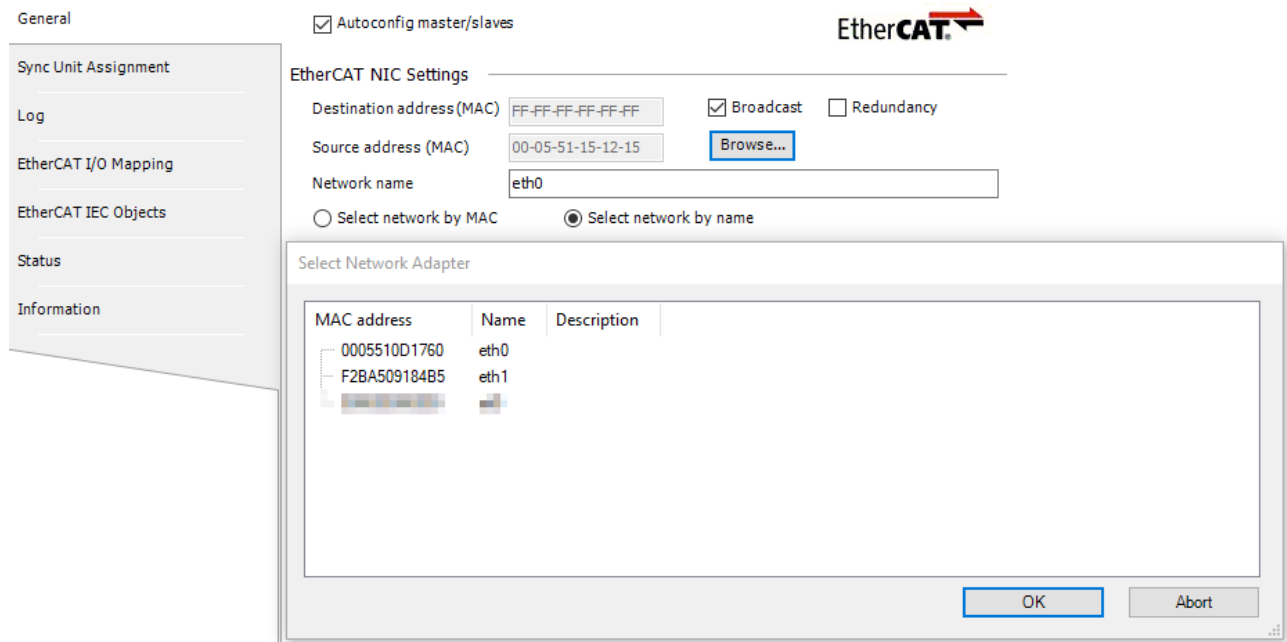 General
Autoconfig master/slaves
EtherCAT.
Sync Unit Assignment
EtherCAT NIC Settings
Log
Destination address (MAC) FF-FF-FF-FF-FF-FF Broadcast Redundancy
Source address (MAC) 00-05-51-15-12-15 Browse...
EtherCAT I/O Mapping
Network name eth0
EtherCAT IEC Objects
Select network by MAC Select network by name
Status
Select Network Adapter
Information
MAC address Name Description
0005510D1760 eth0
F2BA509184B5 eth1
OK Abort